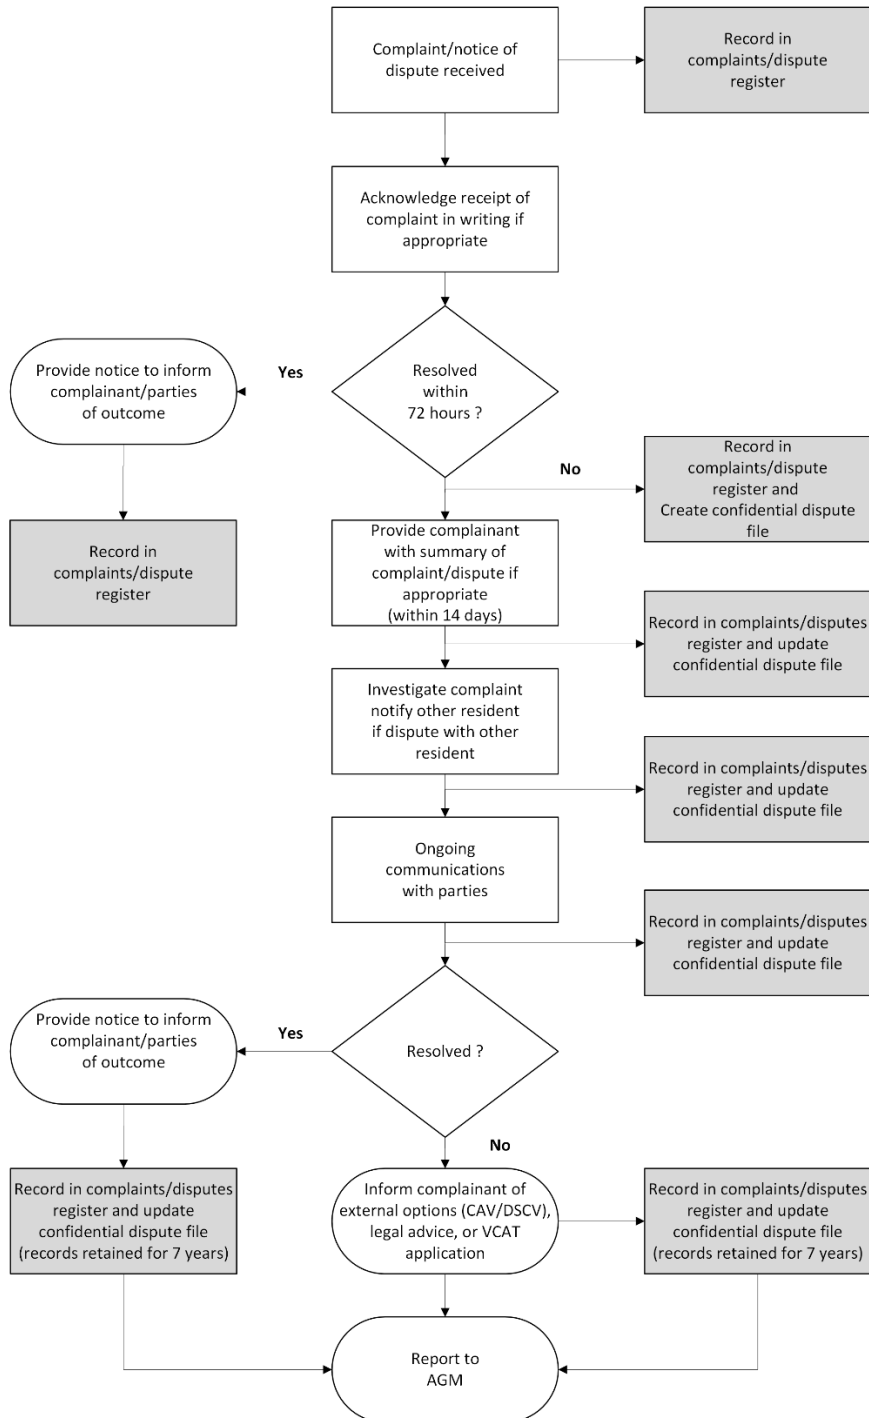 Complaint/notice of
dispute received
Record in
complaints/dispute
register
Acknowledge receipt of
complaint in writing if
appropriate
Provide notice to inform
complainant/parties
of outcome
Yes
Resolved
within
72 hours ?
No
Record in
complaints/dispute
register and
Create confidential dispute
file
Record in
complaints/dispute
register
Provide complainant
with summary of
complaint/dispute if
appropriate
(within 14 days)
Record in complaints/disputes
register and update
confidential dispute file
Investigate complaint
notify other resident
if dispute with other
resident
Record in complaints/disputes
register and update
confidential dispute file
Ongoing
communications
with parties
Record in complaints/disputes
register and update
confidential dispute file
Provide notice to inform
complainant/parties
of outcome
Yes
Resolved ?
No
Record in complaints/disputes
register and update
confidential dispute file
(records retained for 7 years)
Inform complainant of
external options (CAV/DSCV),
legal advice, or VCAT
application
Record in complaints/disputes
register and update
confidential dispute file
(records retained for 7 years)
Report to
AGM